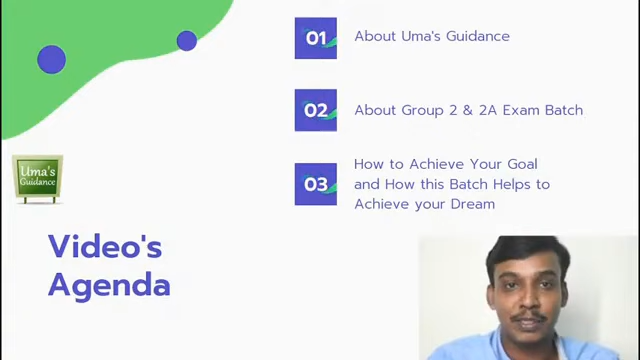 01
About Uma's Guidance
02
About Group 2 & 2A Exam Batch
03
How to Achieve Your Goal
and How this Batch Helps to
Achieve your Dream
Uma's
Guidance
Video's
Agenda